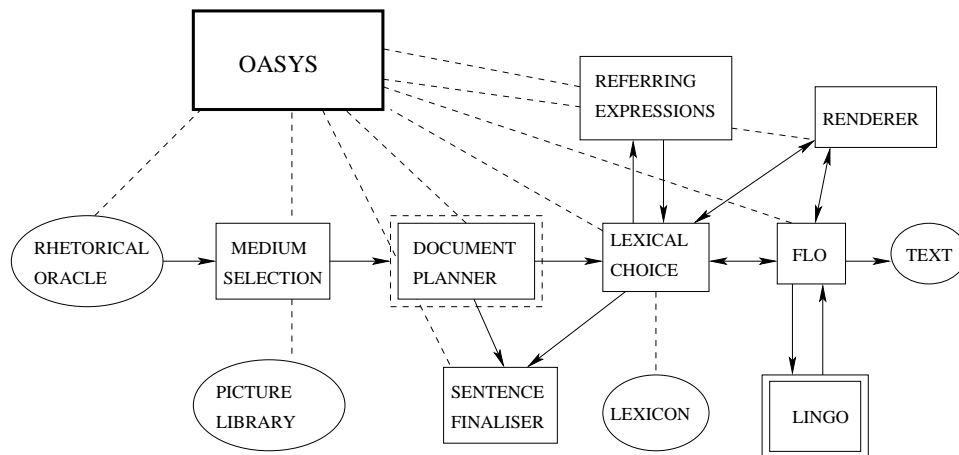 OASYS
REFERRING
EXPRESSIONS
RENDERER
RHETORICAL
ORACLE
MEDIUM
SELECTION
DOCUMENT
PLANNER
LEXICAL
CHOICE
FLO
TEXT
PICTURE
LIBRARY
SENTENCE
FINALISER
LEXICON
LINGO